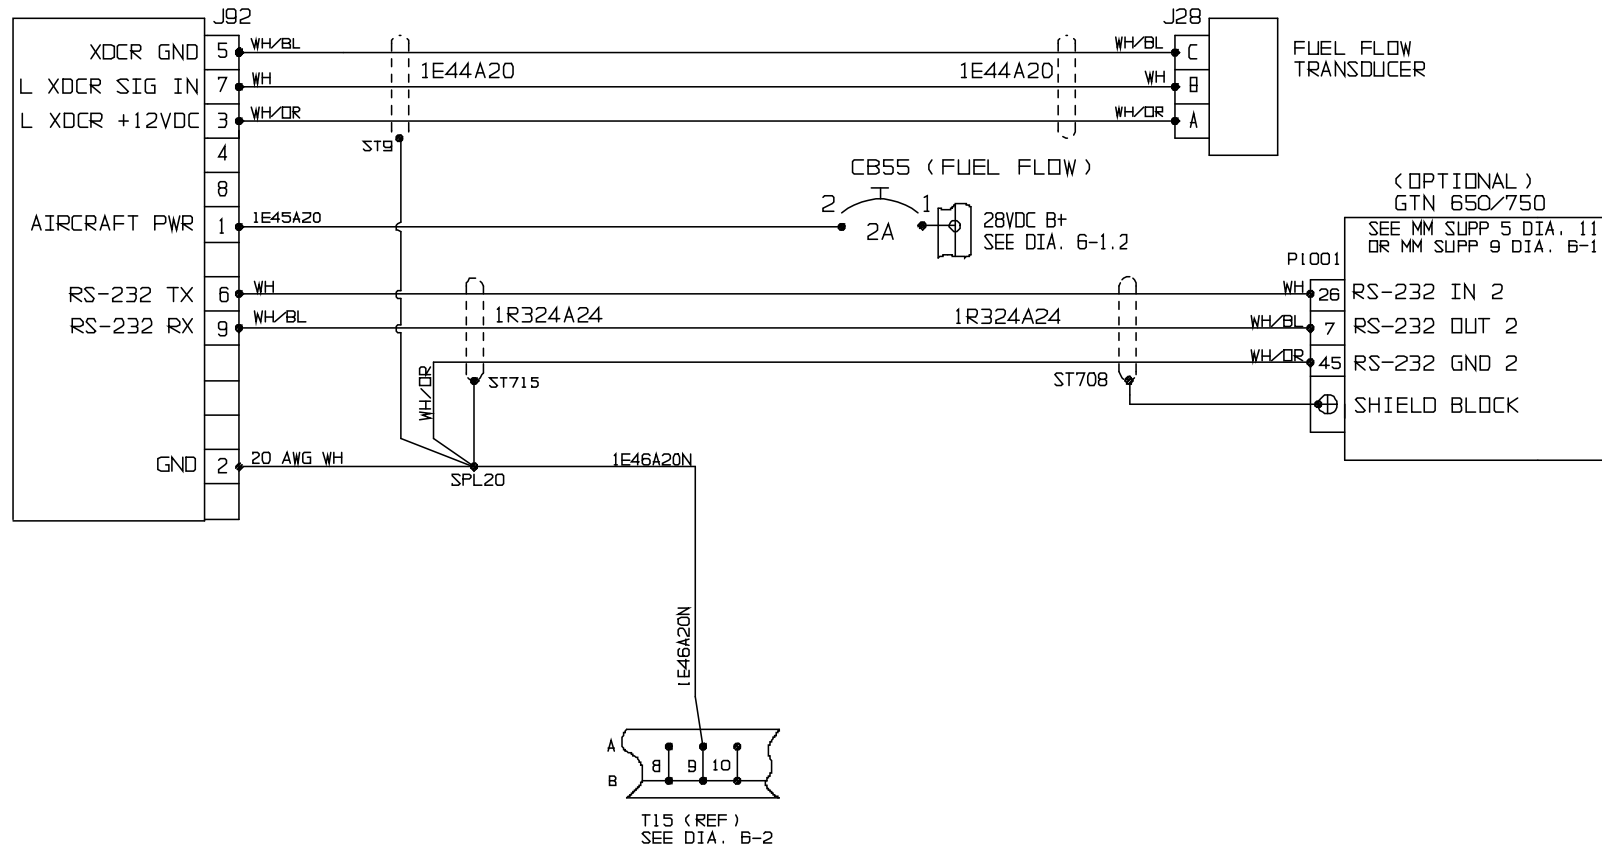 J92
J28
XDCR GND 5 WH/BL
WH/BL C
FUEL FLOW
TRANSDUCER
1E44A20
1E44A20
L XDCR SIG IN 7 WH
WH B
L XDCR +12VDC 3 WH/OR
WH/OR A
ST9
4
8
CB55 (FUEL FLOW)
2 1
2A
28VDC B+
SEE DIA. 6-1.2
AIRCRAFT PWR 1 1E45A20
(OPTIONAL)
GTN 650/750
SEE MM SUPP 5 DIA. 11
OR MM SUPP 9 DIA. 6-1
P1001
RS-232 TX 6 WH
WH 26 RS-232 IN 2
1R324A24
1R324A24
RS-232 RX 9 WH/BL
WH/BL 7 RS-232 OUT 2
WH/OR 45 RS-232 GND 2
WH/OR
ST715
ST708
SHIELD BLOCK
GND 2 20 AWG WH
1E46A20N
SPL20
1E46A20N
A
8 9 10
B
T15 (REF)
SEE DIA. 6-2